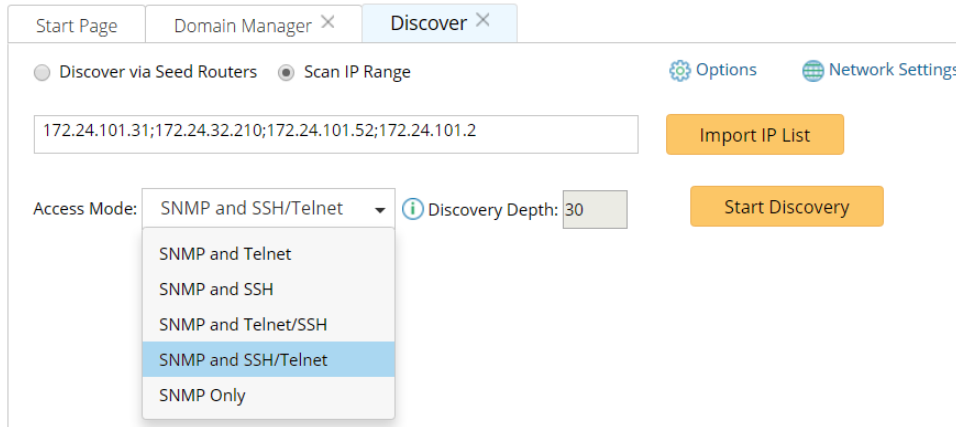 Start Page Domain Manager Discover
Discover via Seed Routers Scan IP Range Options Network Settings
172.24.101.31;172.24.32.210;172.24.101.52;172.24.101.2 Import IP List
Access Mode: SNMP and SSH/Telnet Discovery Depth: 30 Start Discovery
SNMP and Telnet
SNMP and SSH
SNMP and Telnet/SSH
SNMP and SSH/Telnet
SNMP Only